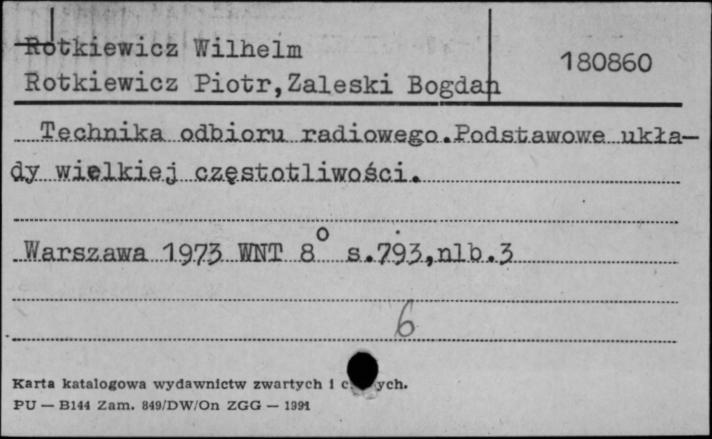 Rotkiewicz Wilhelm
180860
Rotkiewicz Piotr,Zaleski Bogdan
Technika odbioru radiowego.Podstawowe ukła-
dy wielkiej częstotliwości.
Warszawa 1973 WNT 8° s.793,nlb.3
6
Karta katalogowa wydawnictw zwartych i
PU — B144 Zam. 849/DW/On ZGG — 1991